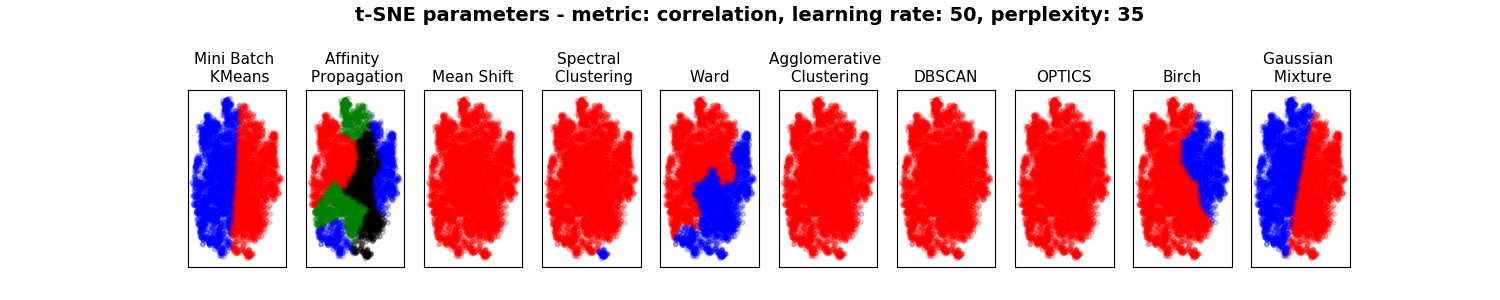 t-SNE parameters - metric: correlation, learning rate: 50, perplexity: 35
Mini Batch
KMeans
Affinity
Propagation
Mean Shift
Spectral
Clustering
Ward
Agglomerative
Clustering
DBSCAN
OPTICS
Birch
Gaussian
Mixture